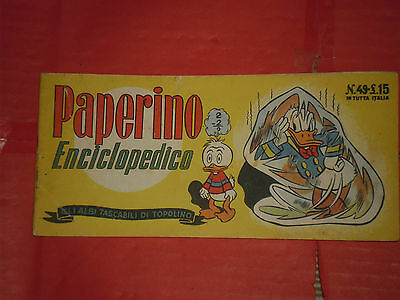 Paperino
Enciclopedico
N.49-£.15
IN TUTTA ITALIA
GLI ALBI TASCABILI DI TOPOLINO